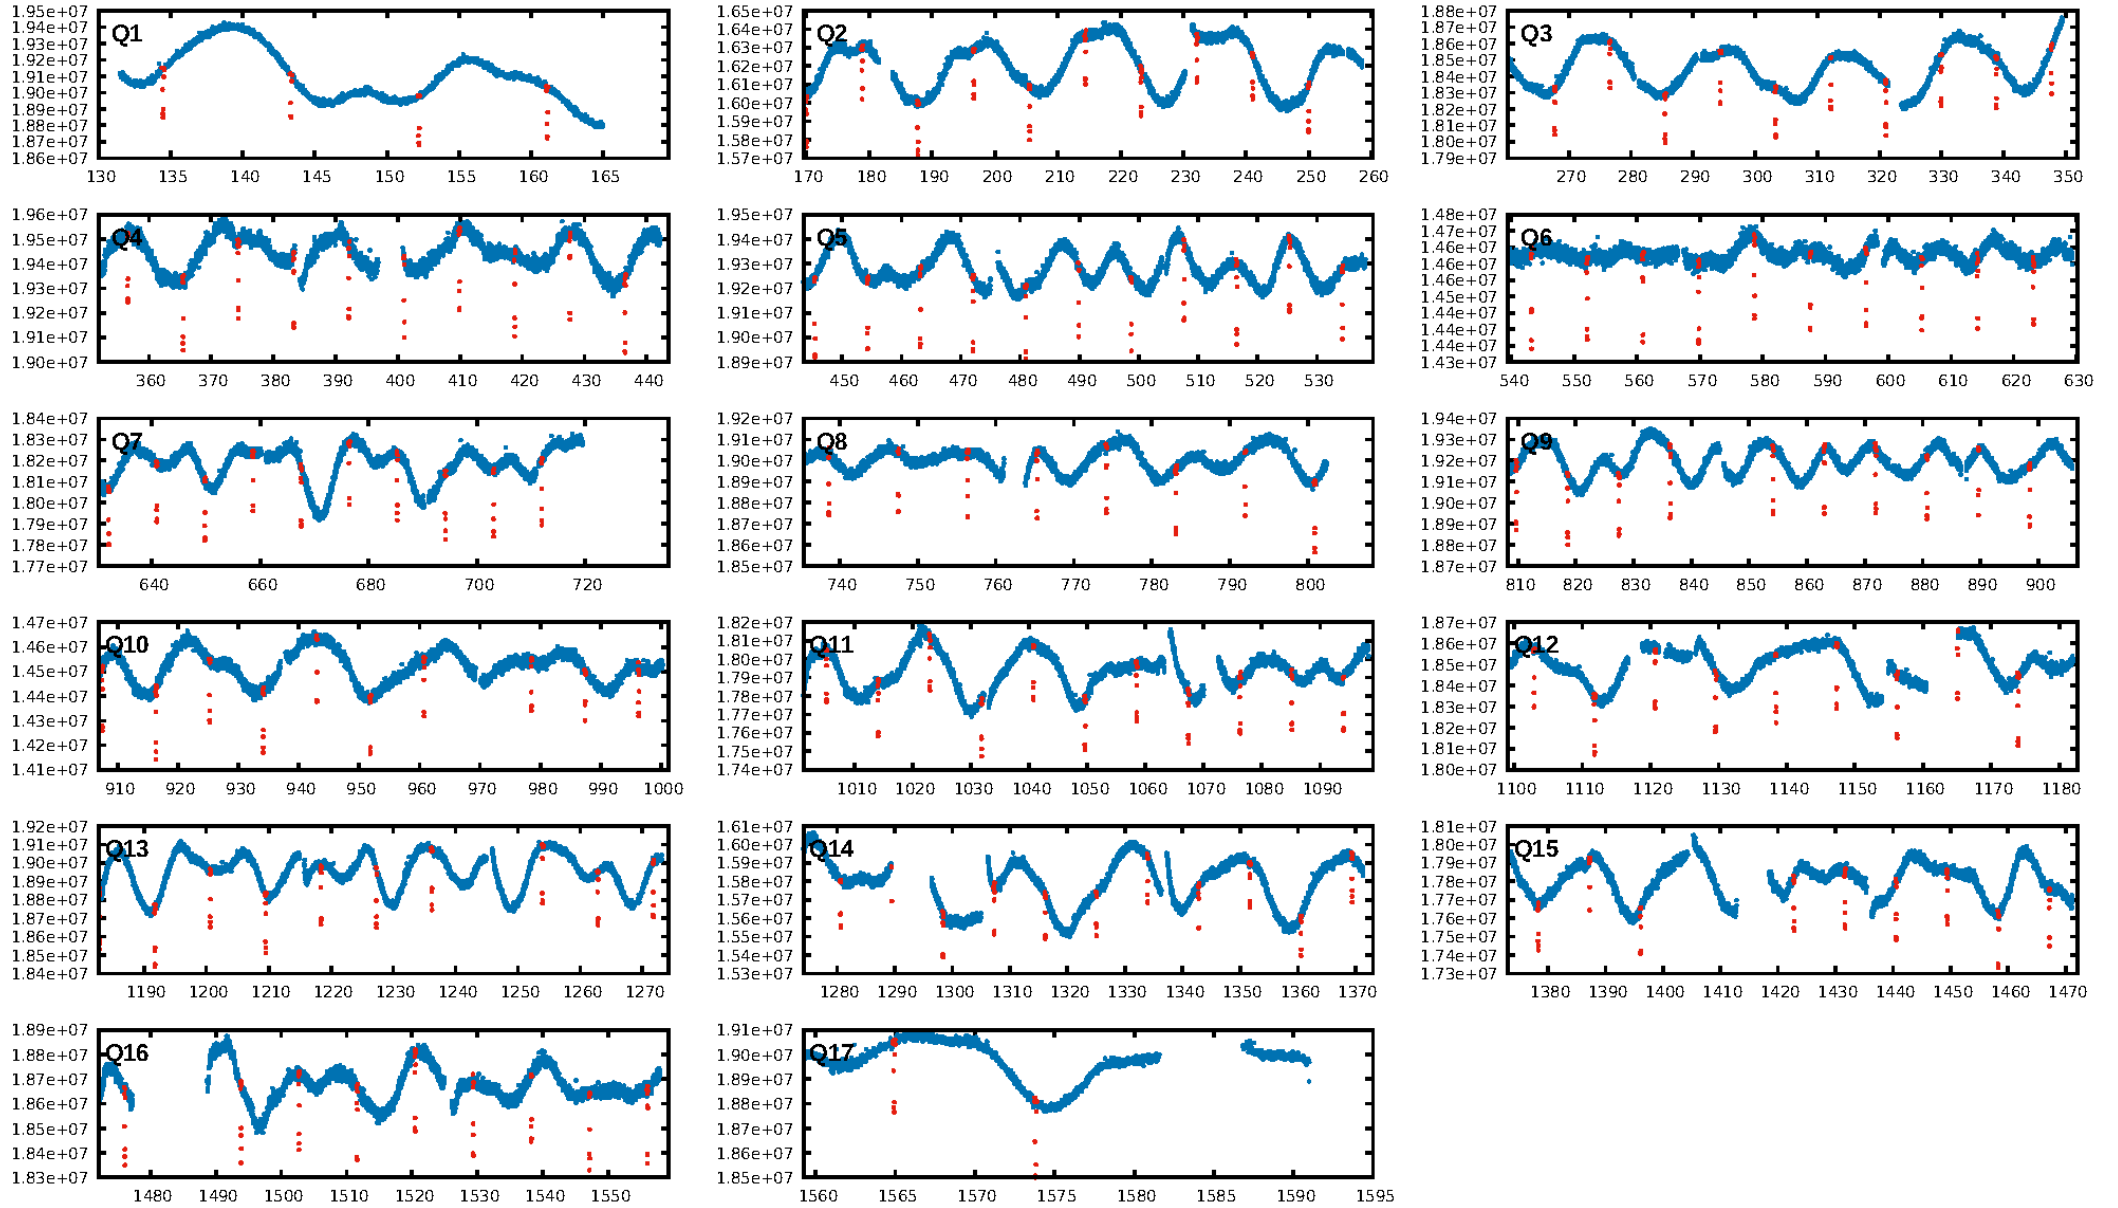 1.95e+07
1.94e+07
1.93e+07
1.92e+07
1.91e+07
1.90e+07
1.89e+07
1.88e+07
1.87e+07
1.86e+07
Q1
130 135 140 145 150 155 160 165
1.65e+07
1.64e+07
1.63e+07
1.62e+07
1.61e+07
1.60e+07
1.59e+07
1.58e+07
1.57e+07
Q2
170 180 190 200 210 220 230 240 250 260
1.88e+07
1.87e+07
1.86e+07
1.85e+07
1.84e+07
1.83e+07
1.82e+07
1.81e+07
1.80e+07
1.79e+07
Q3
270 280 290 300 310 320 330 340 350
1.96e+07
1.95e+07
1.94e+07
1.93e+07
1.92e+07
1.91e+07
1.90e+07
Q4
360 370 380 390 400 410 420 430 440
1.95e+07
1.94e+07
1.93e+07
1.92e+07
1.91e+07
1.90e+07
1.89e+07
Q5
450 460 470 480 490 500 510 520 530
1.48e+07
1.47e+07
1.46e+07
1.46e+07
1.46e+07
1.45e+07
1.44e+07
1.44e+07
1.44e+07
1.43e+07
Q6
540 550 560 570 580 590 600 610 620 630
1.84e+07
1.83e+07
1.82e+07
1.81e+07
1.80e+07
1.79e+07
1.78e+07
1.77e+07
Q7
640 660 680 700 720
1.92e+07
1.91e+07
1.90e+07
1.89e+07
1.88e+07
1.87e+07
1.86e+07
1.85e+07
Q8
740 750 760 770 780 790 800
1.94e+07
1.93e+07
1.92e+07
1.91e+07
1.90e+07
1.89e+07
1.88e+07
1.87e+07
Q9
810 820 830 840 850 860 870 880 890 900
1.47e+07
1.46e+07
1.45e+07
1.44e+07
1.43e+07
1.42e+07
1.41e+07
Q10
910 920 930 940 950 960 970 980 990 1000
1.82e+07
1.81e+07
1.80e+07
1.79e+07
1.78e+07
1.77e+07
1.76e+07
1.75e+07
1.74e+07
Q11
1010 1020 1030 1040 1050 1060 1070 1080 1090
1.87e+07
1.86e+07
1.85e+07
1.84e+07
1.83e+07
1.82e+07
1.81e+07
1.80e+07
Q12
1100 1110 1120 1130 1140 1150 1160 1170 1180
1.92e+07
1.91e+07
1.90e+07
1.89e+07
1.88e+07
1.87e+07
1.86e+07
1.85e+07
1.84e+07
Q13
1190 1200 1210 1220 1230 1240 1250 1260 1270
1.61e+07
1.60e+07
1.59e+07
1.58e+07
1.57e+07
1.56e+07
1.55e+07
1.54e+07
1.53e+07
Q14
1280 1290 1300 1310 1320 1330 1340 1350 1360 1370
1.81e+07
1.80e+07
1.79e+07
1.78e+07
1.77e+07
1.76e+07
1.75e+07
1.74e+07
1.73e+07
Q15
1380 1390 1400 1410 1420 1430 1440 1450 1460 1470
1.89e+07
1.88e+07
1.87e+07
1.86e+07
1.85e+07
1.84e+07
1.83e+07
Q16
1480 1490 1500 1510 1520 1530 1540 1550
1.91e+07
1.90e+07
1.89e+07
1.88e+07
1.87e+07
1.86e+07
1.85e+07
Q17
1560 1565 1570 1575 1580 1585 1590 1595